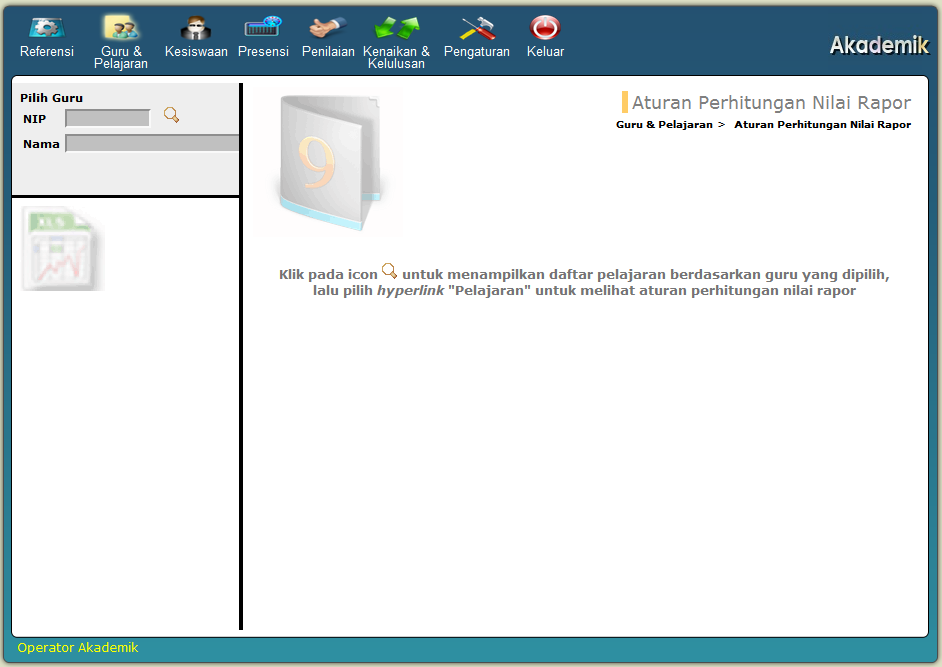 Referensi
Guru &
Pelajaran
Kesiswaan
Presensi
Penilaian
Kenaikan &
Kelulusan
Pengaturan
Keluar
Akademik
Pilih Guru
NIP
Nama
XLS
9
Aturan Perhitungan Nilai Rapor
Guru & Pelajaran > Aturan Perhitungan Nilai Rapor
Klik pada icon untuk menampilkan daftar pelajaran berdasarkan guru yang dipilih,
lalu pilih hyperlink "Pelajaran" untuk melihat aturan perhitungan nilai rapor
Operator Akademik